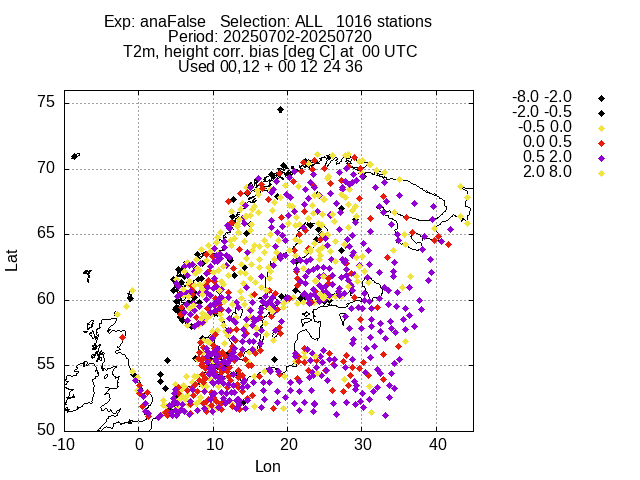 Exp: anaFalse   Selection: ALL   1016 stations
Period: 20250702-20250720
T2m, height corr. bias [deg C] at  00 UTC
Used 00,12 + 00 12 24 36
-8.0 -2.0
-2.0 -0.5
-0.5 0.0
0.0 0.5
0.5 2.0
2.0 8.0
75
70
65
60
55
50
Lat
-10 0 10 20 30 40
Lon